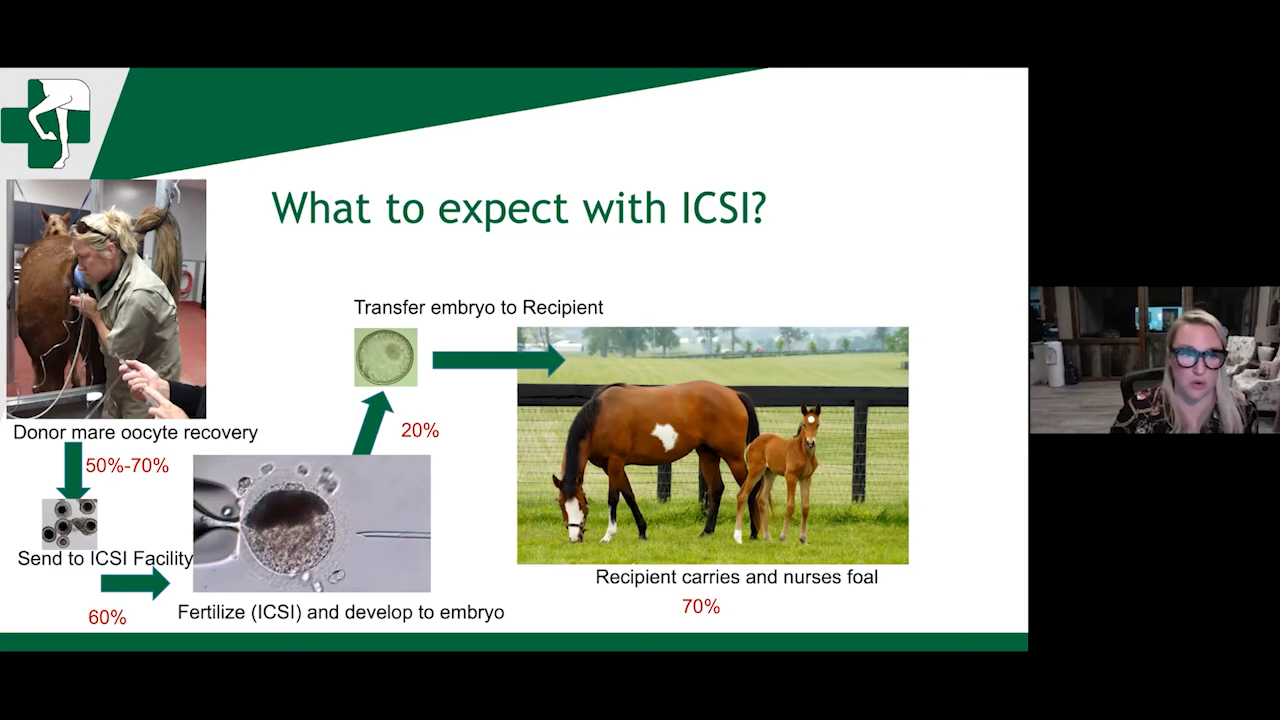 What to expect with ICSI?
Transfer embryo to Recipient
Donor mare oocyte recovery
20%
50%-70%
Send to ICSI Facility
60%
Fertilize (ICSI) and develop to embryo
Recipient carries and nurses foal
70%